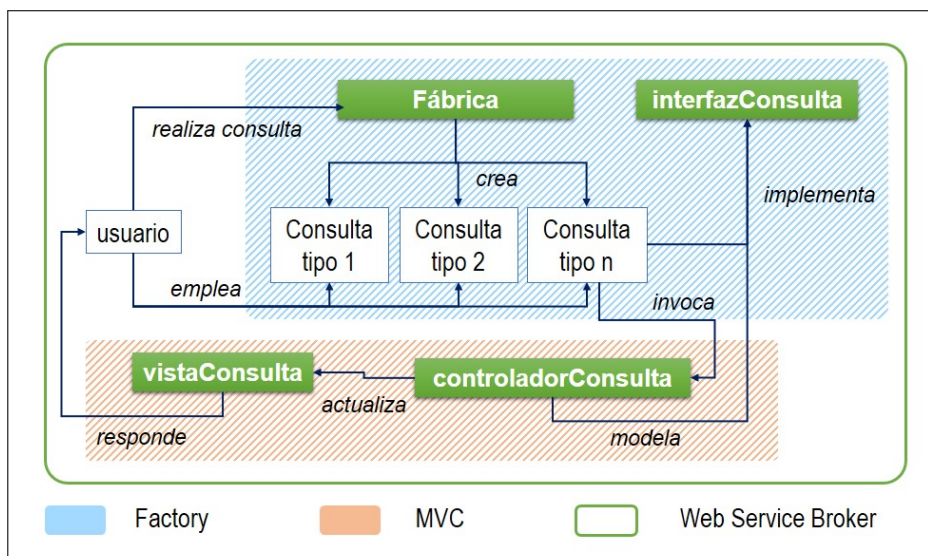 Fábrica
interfazConsulta
realiza consulta
crea
implementa
usuario
Consulta
tipo 1
Consulta
tipo 2
Consulta
tipo n
emplea
invoca
vistaConsulta
controladorConsulta
actualiza
responde
modela
Factory
MVC
Web Service Broker